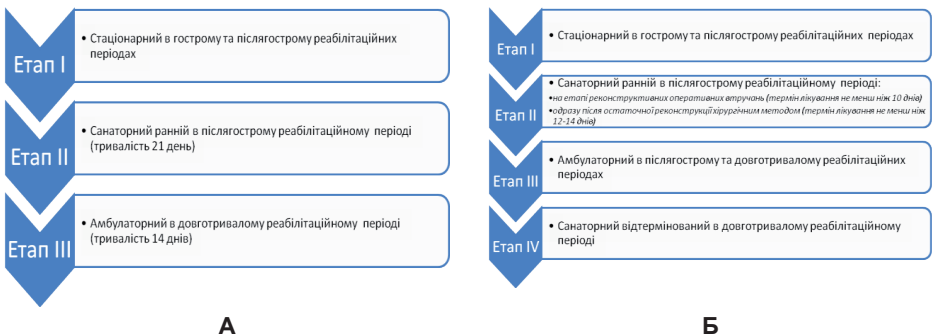 Етап I
• Стаціонарний в гострому та післягострому реабілітаційних
періодах
Етап II
• Санаторний ранній в післягострому реабілітаційному періоді
(тривалість 21 день)
Етап III
• Амбулаторний в довготривалому реабілітаційному періоді
(тривалість 14 днів)
А
Етап I
• Стаціонарний в гострому та післягострому реабілітаційних періодах
Етап II
• Санаторний ранній в післягострому реабілітаційному періоді:
•на етапі реконструктивних оперативних втручань (термін лікування не менш ніж 10 днів)
•одразу після остаточної реконструкції хірургічним методом (термін лікування не менш ніж
12-14 днів)
Етап III
• Амбулаторний в післягострому та довготривалому реабілітаційних
періодах
Етап IV
• Санаторний відтермінований в довготривалому реабілітаційному
періоді
Б